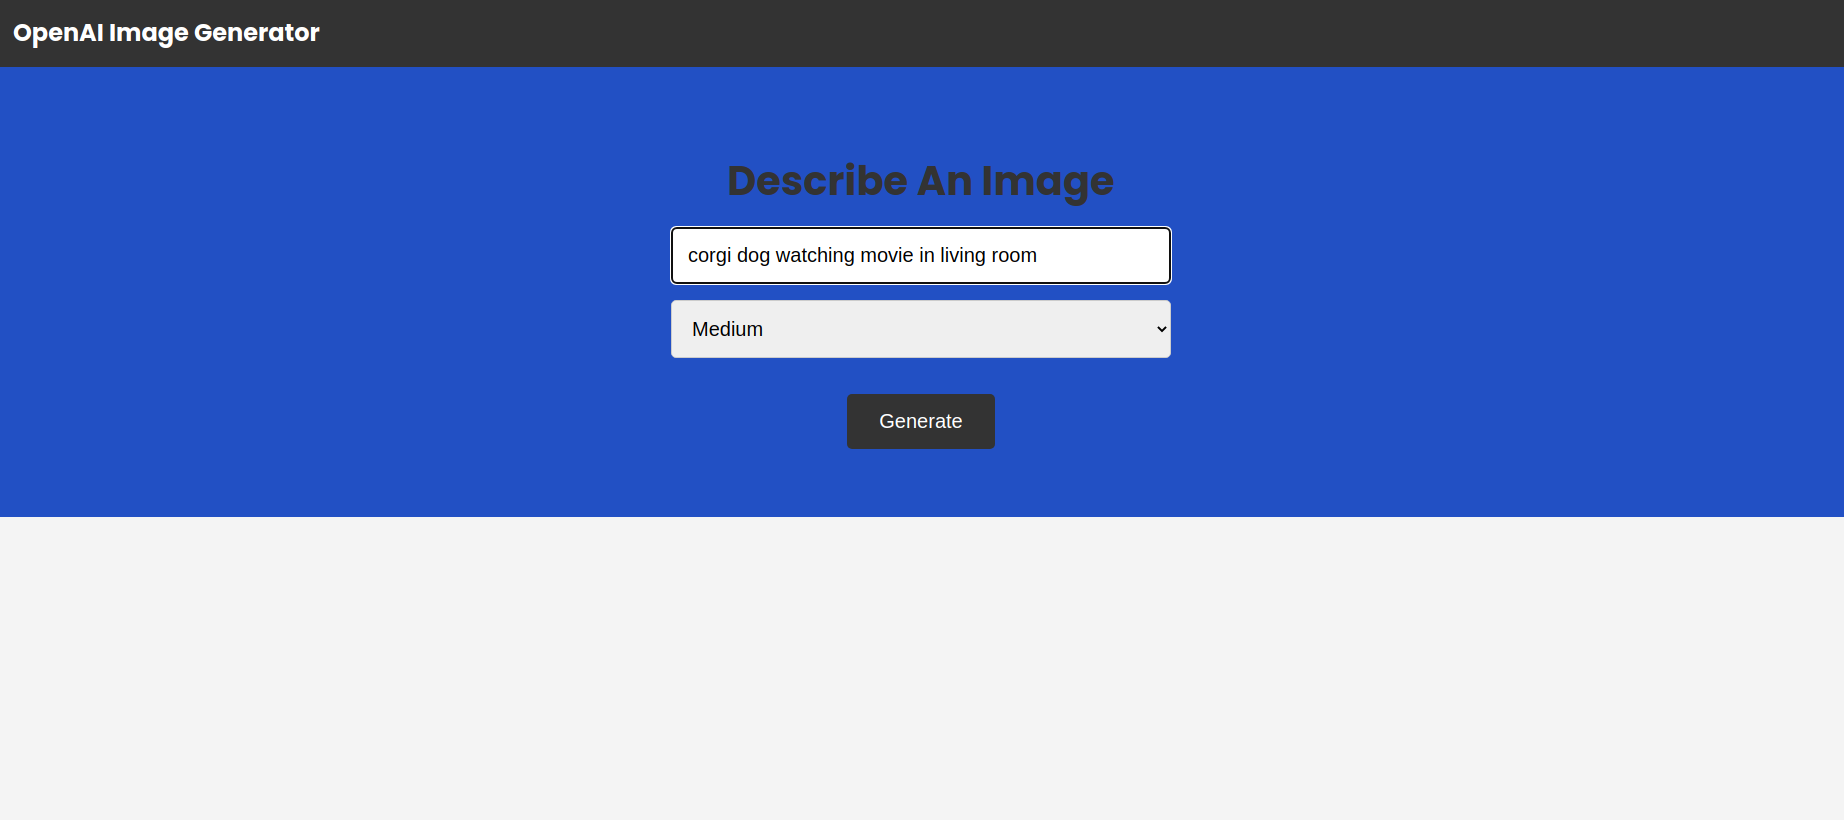 OpenAI Image Generator
Describe An Image
corgi dog watching movie in living room
Medium
Generate